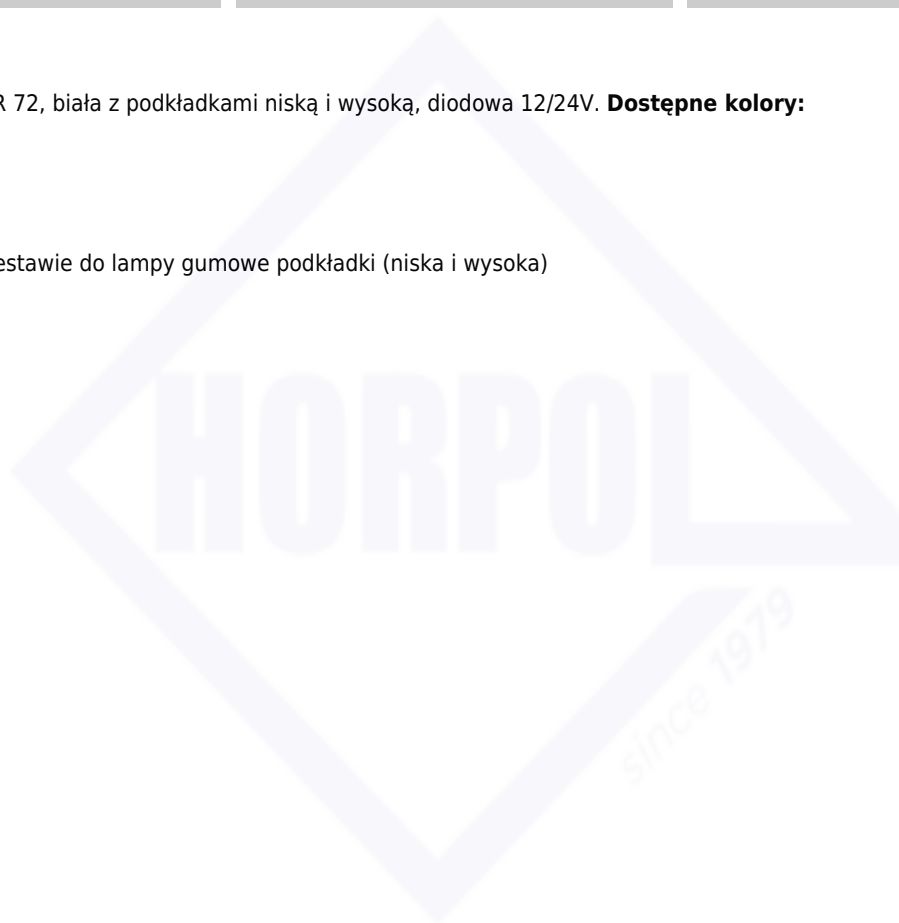 R 72, biała z podkładkami niską i wysoką, diodowa 12/24V. Dostępne kolory:
estawie do lampy gumowe podkładki (niska i wysoka)
HORPOL
since 1979